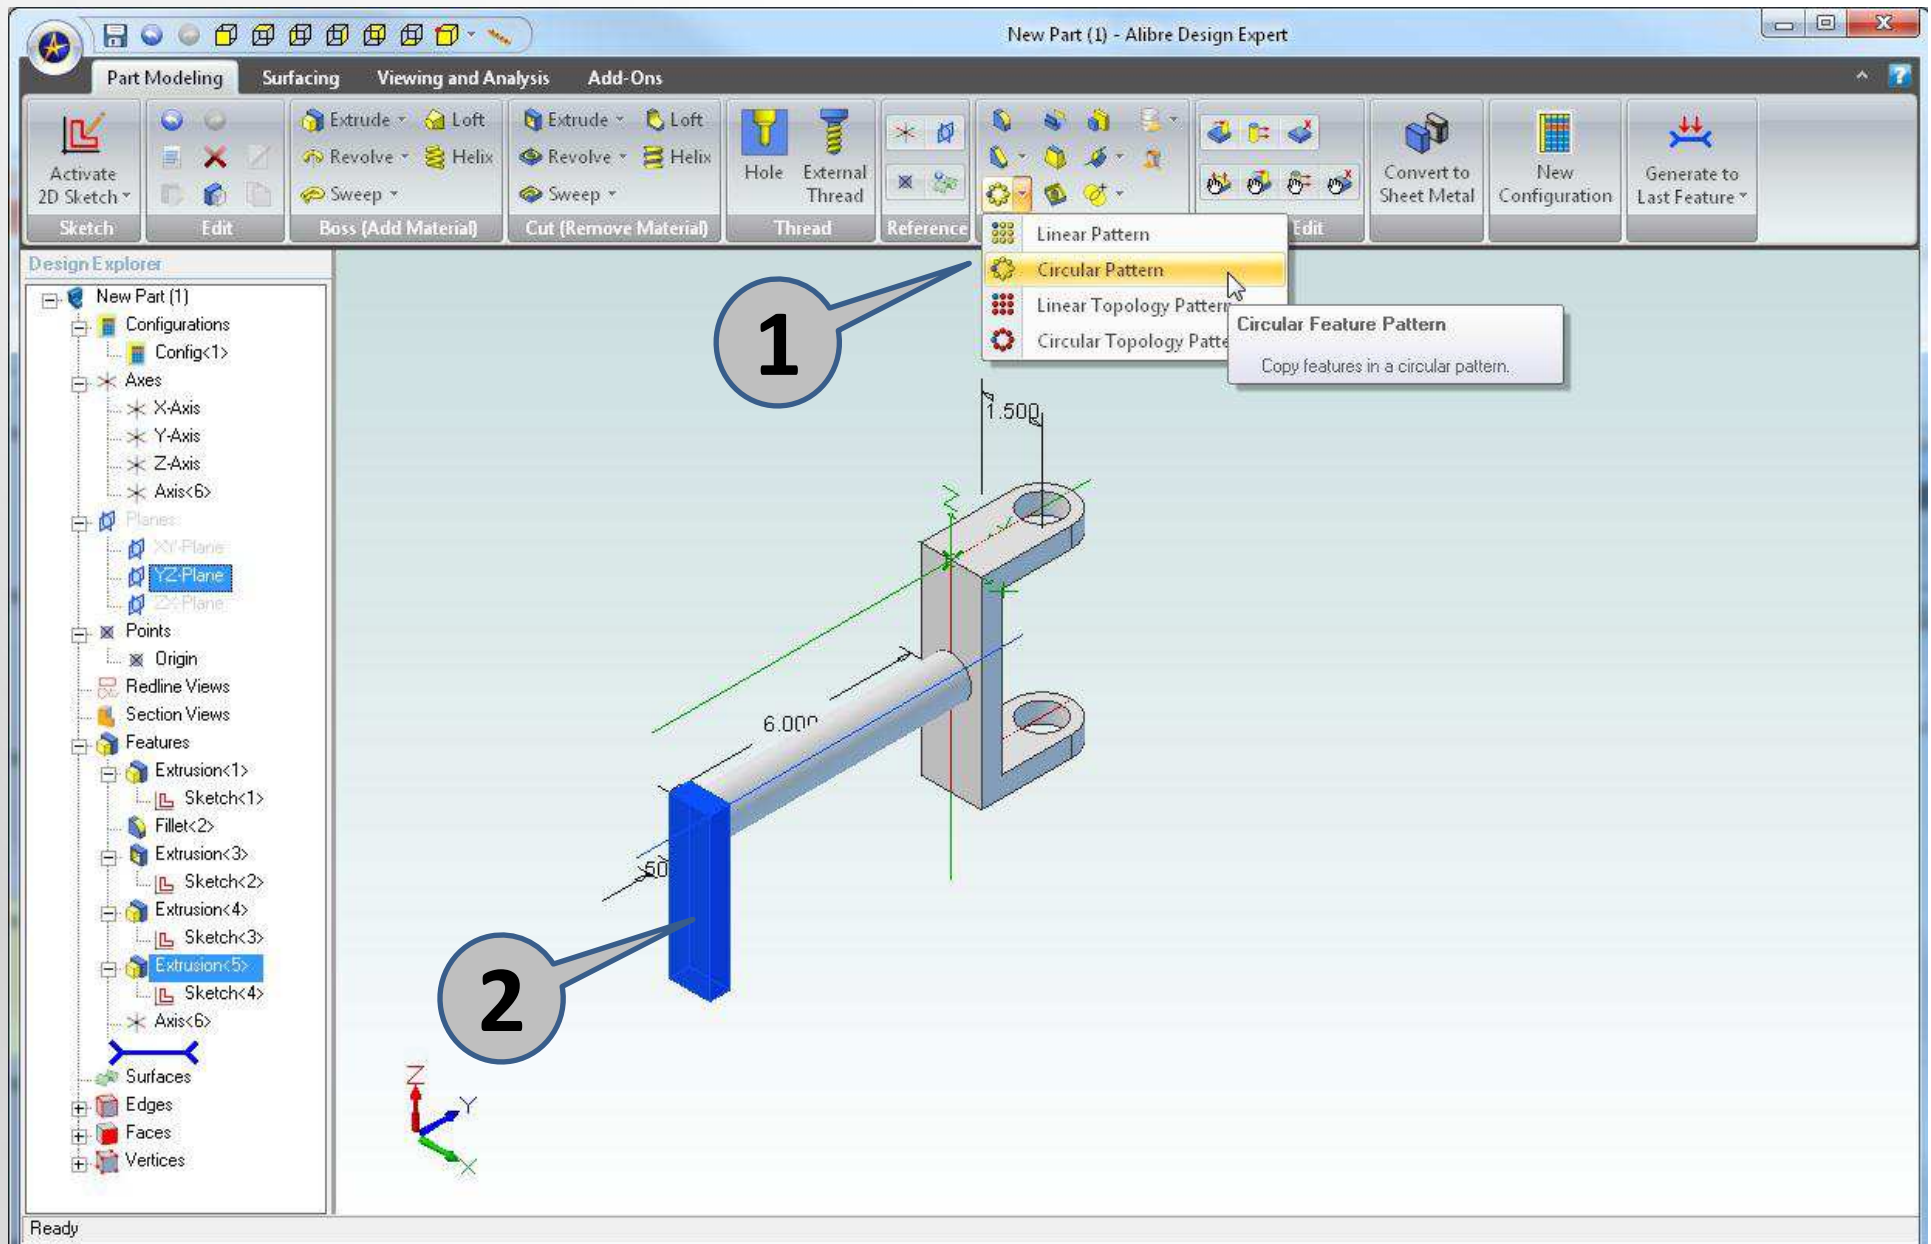 New Part (1) - Alibre Design Expert
Part Modeling Surfacing Viewing and Analysis Add-Ons
Activate
2D Sketch
Sketch
Edit
Extrude Loft
Revolve Helix
Sweep
Boss (Add Material)
Extrude Loft
Revolve Helix
Sweep
Cut (Remove Material)
Hole
External
Thread
Thread
Reference
Edit
Convert to
Sheet Metal
New
Configuration
Generate to
Last Feature
Linear Pattern
Circular Pattern
Linear Topology Pattern
Circular Topology Patte
Circular Feature Pattern
Copy features in a circular pattern.
Design Explorer
New Part (1)
Configurations
Config<1>
Axes
X-Axis
Y-Axis
Z-Axis
Axis<6>
Planes
XY-Plane
YZ-Plane
ZX-Plane
Points
Origin
Redline Views
Section Views
Features
Extrusion<1>
Sketch<1>
Fillet<2>
Extrusion<3>
Sketch<2>
Extrusion<4>
Sketch<3>
Extrusion<5>
Sketch<4>
Axis<6>
Surfaces
Edges
Faces
Vertices
1
1.500
6.000
50
2
Z
Y
X
Ready